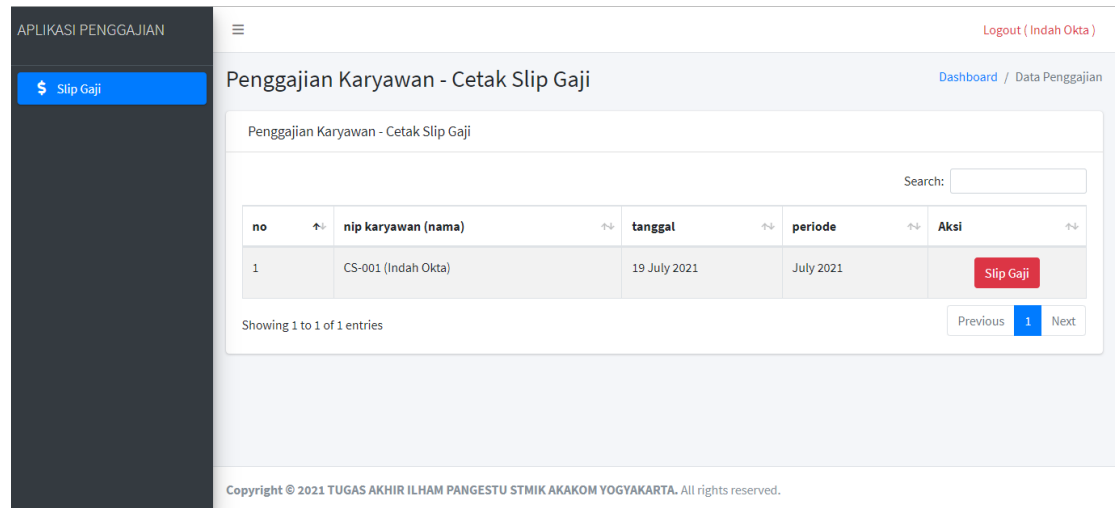 APLIKASI PENGGAJIAN
Logout ( Indah Okta )
$ Slip Gaji
Penggajian Karyawan - Cetak Slip Gaji
Dashboard / Data Penggajian
Penggajian Karyawan - Cetak Slip Gaji
Search:
no nip karyawan (nama) tanggal periode Aksi
1 CS-001 (Indah Okta) 19 July 2021 July 2021 Slip Gaji
Showing 1 to 1 of 1 entries
Previous 1 Next
Copyright © 2021 TUGAS AKHIR ILHAM PANGESTU STMIK AKAKOM YOGYAKARTA. All rights reserved.